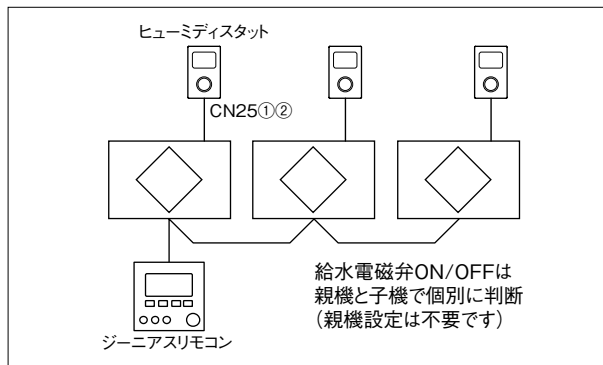 ヒューミディスタット
CN25①②
給水電磁弁ON/OFFは
親機と子機で個別に判断
(親機設定は不要です)
ジーニアスリモコン